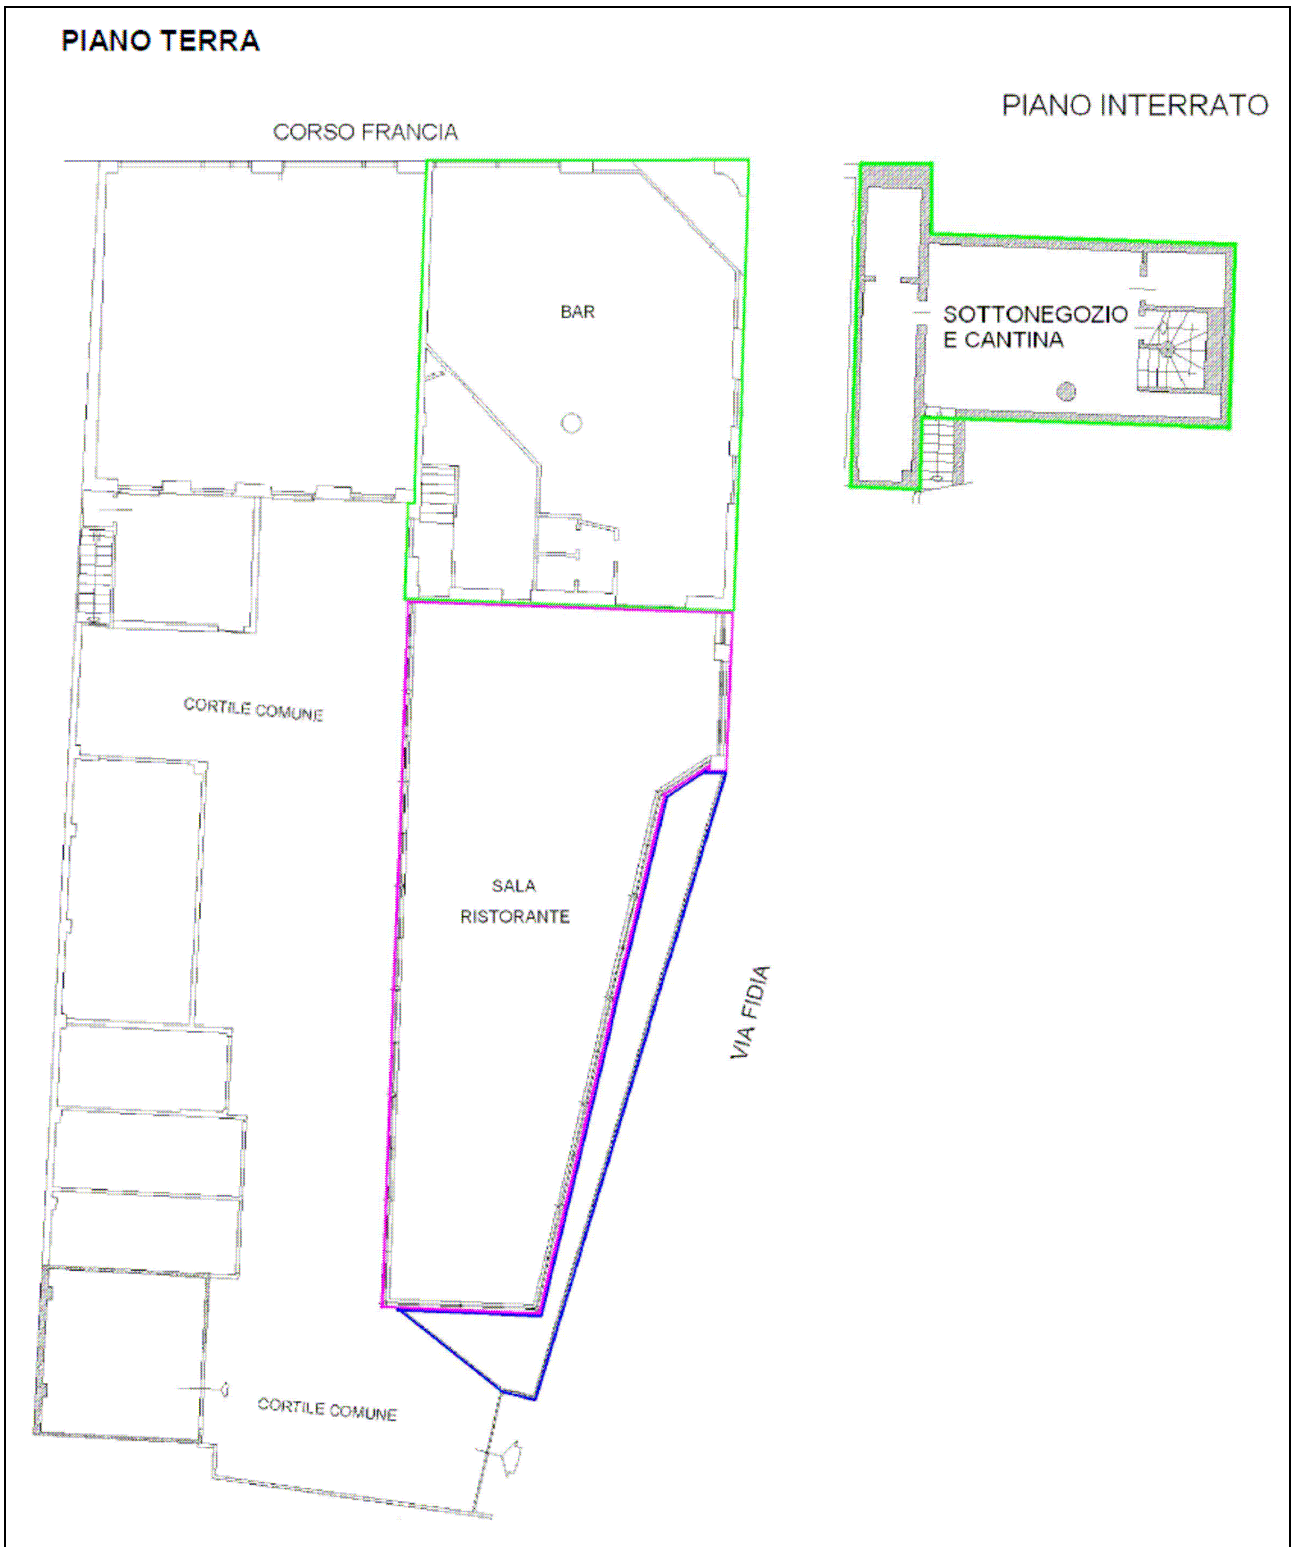 PIANO TERRA
PIANO INTERRATO
CORSO FRANCIA
BAR
SOTTONEGOZIO
E CANTINA
CORTILE COMUNE
SALA
RISTORANTE
VIA FIDIA
CORTILE COMUNE